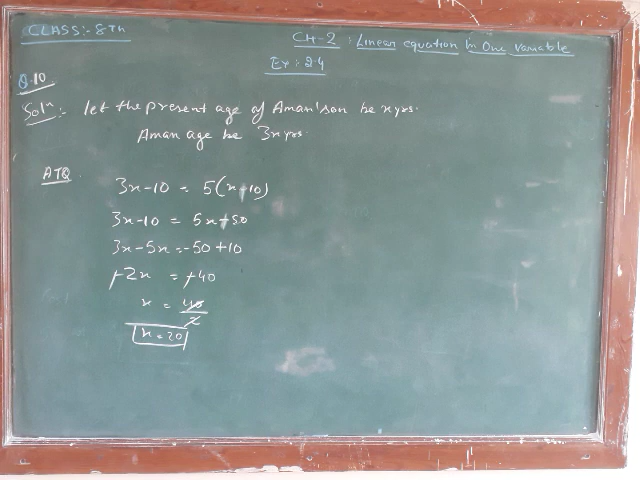 CLASS:- 8Th
CH-2 : Linear equation in One Variable
Ex:- 2.4
Q.10
Soln:- let the present age of Aman'son be x yrs.
Aman age be 3x yrs.
ATQ
3x-10 = 5(x-10)
3x-10 = 5x-50
3x-5x = -50+10
-2x = -40
x = 40/2
x = 20